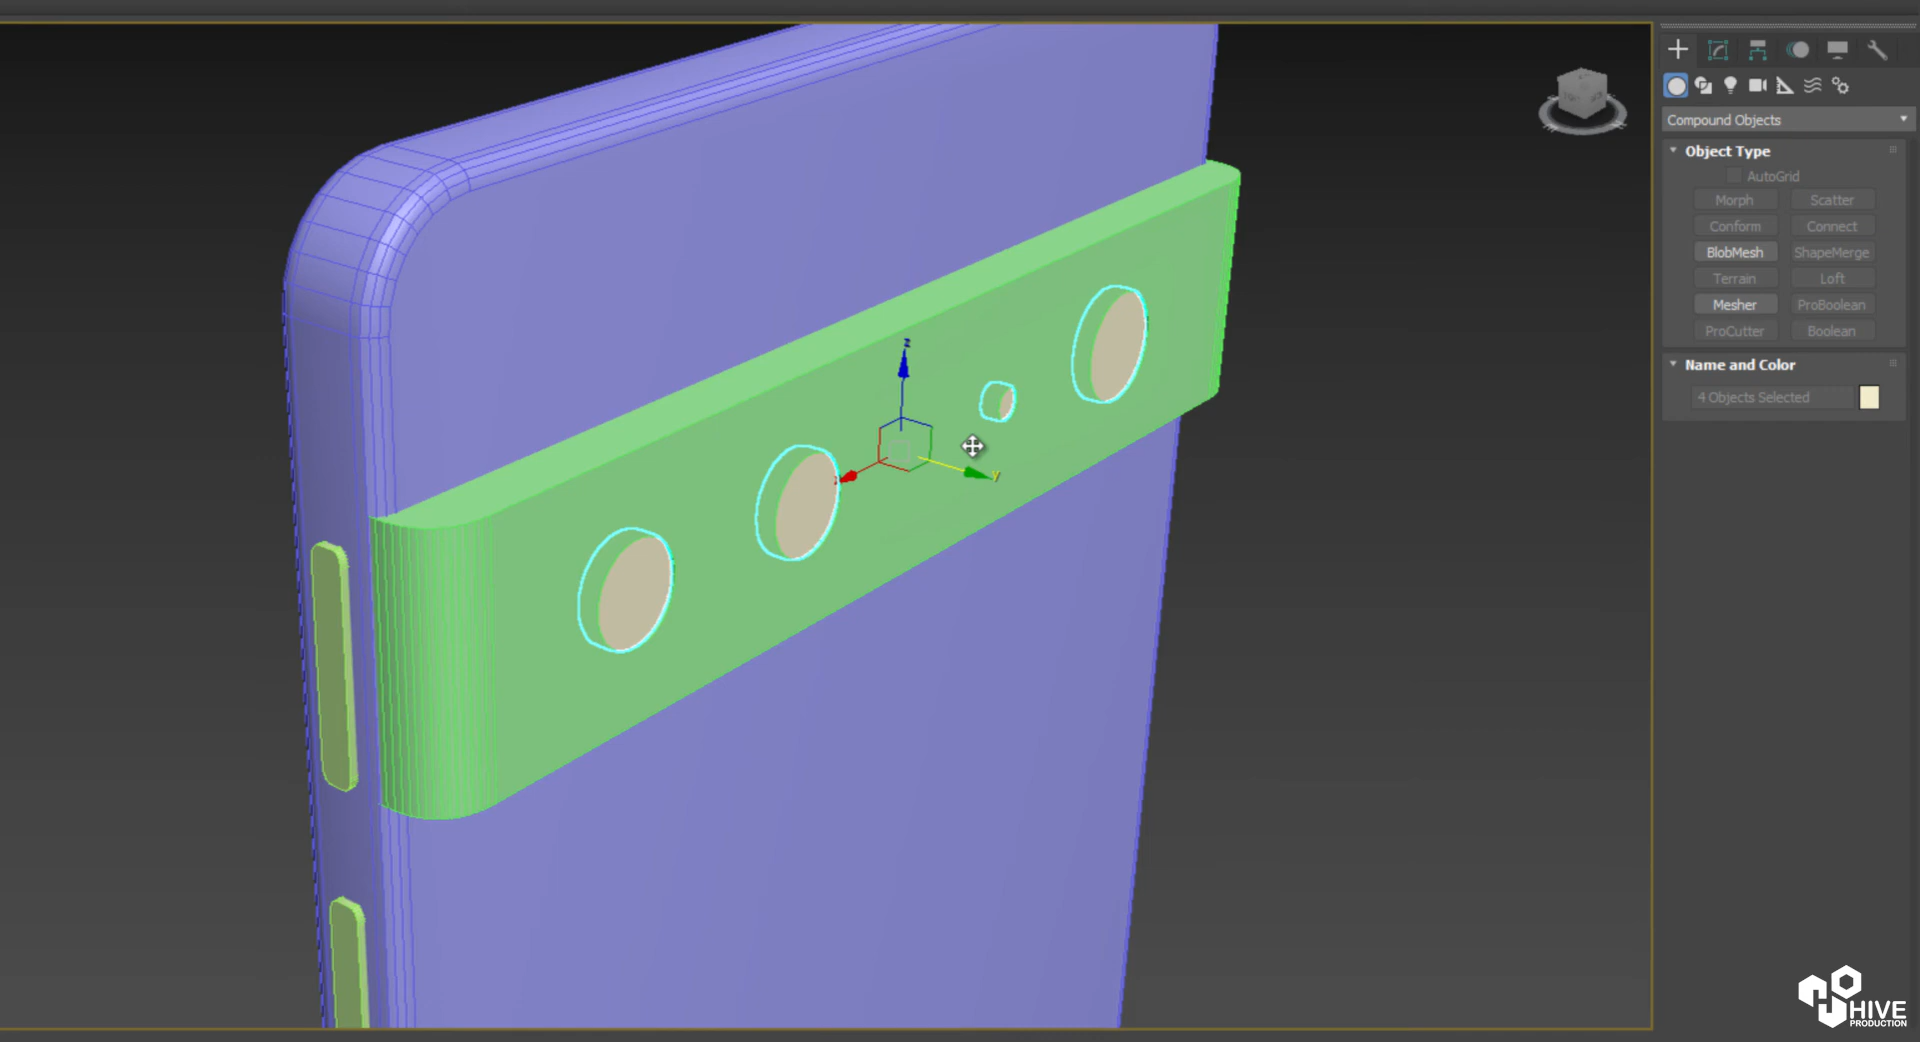 Compound Objects
Object Type
AutoGrid
Morph Scatter
Conform Connect
BlobMesh ShapeMerge
Terrain Loft
Mesher ProBoolean
ProCutter Boolean
Name and Color
4 Objects Selected
z
y
HIVE
PRODUCTION